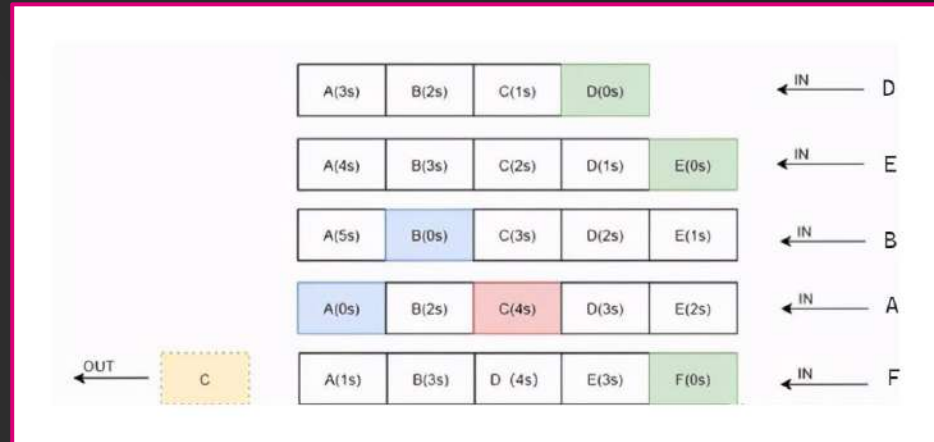 A(3s) B(2s) C(1s) D(0s) IN D
A(4s) B(3s) C(2s) D(1s) E(0s) IN E
A(5s) B(0s) C(3s) D(2s) E(1s) IN B
A(0s) B(2s) C(4s) D(3s) E(2s) IN A
OUT C A(1s) B(3s) D (4s) E(3s) F(0s) IN F